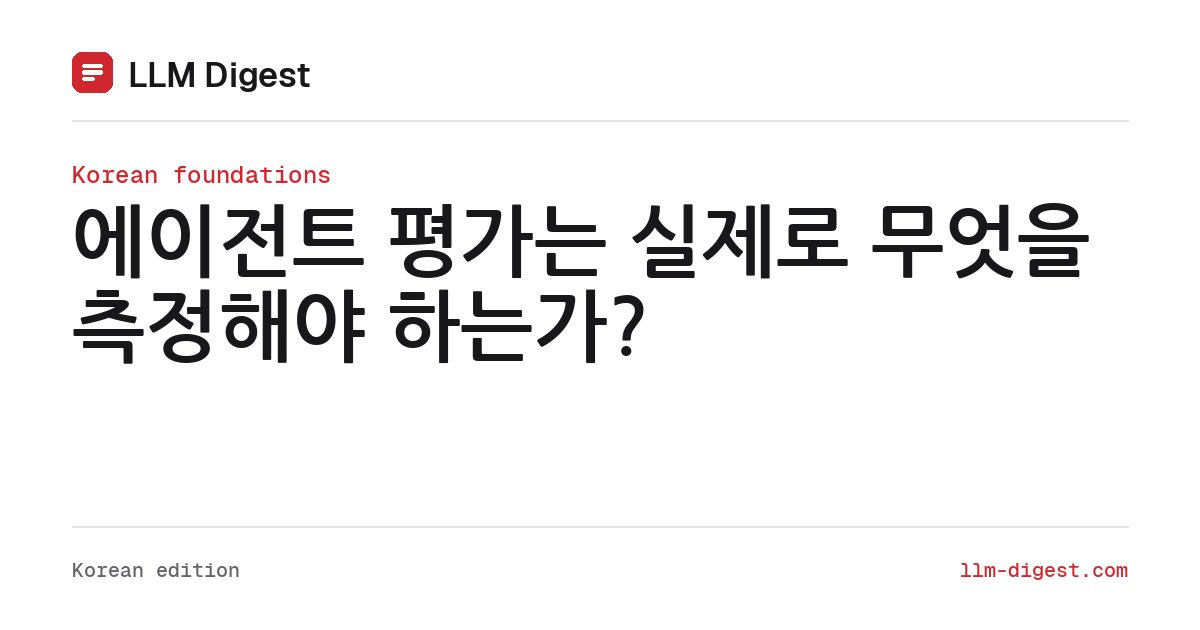 LLM Digest
Korean foundations
에이전트 평가는 실제로 무엇을
측정해야 하는가?
Korean edition
llm-digest.com